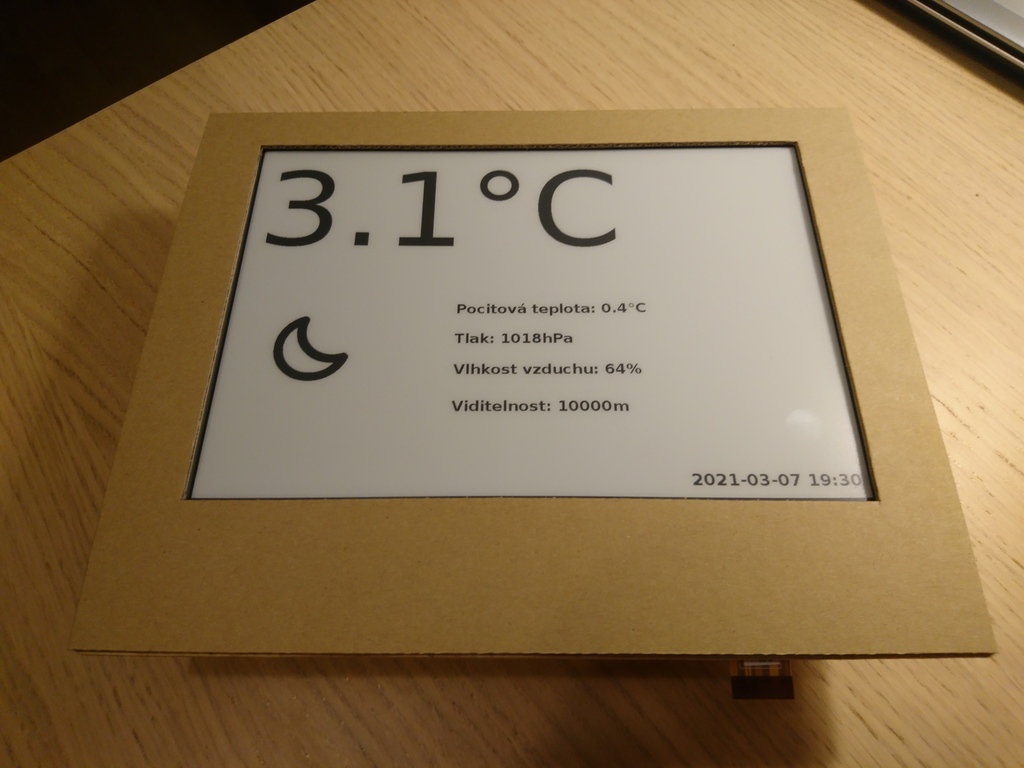 3.1°C
Pocitová teplota: 0.4°C
Tlak: 1018hPa
Vlhkost vzduchu: 64%
Viditelnost: 10000m
2021-03-07 19:30